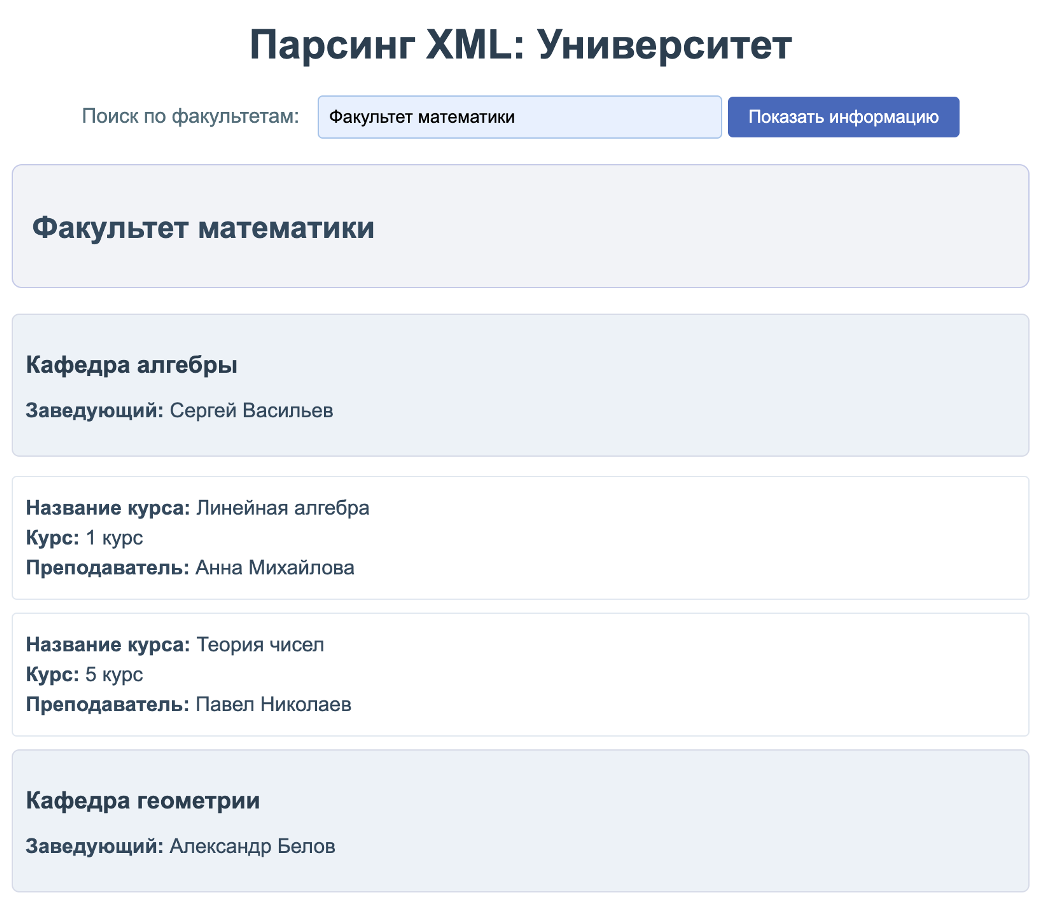 Парсинг XML: Университет
Поиск по факультетам: Факультет математики Показать информацию
Факультет математики
Кафедра алгебры
Заведующий: Сергей Васильев
Название курса: Линейная алгебра
Курс: 1 курс
Преподаватель: Анна Михайлова
Название курса: Теория чисел
Курс: 5 курс
Преподаватель: Павел Николаев
Кафедра геометрии
Заведующий: Александр Белов